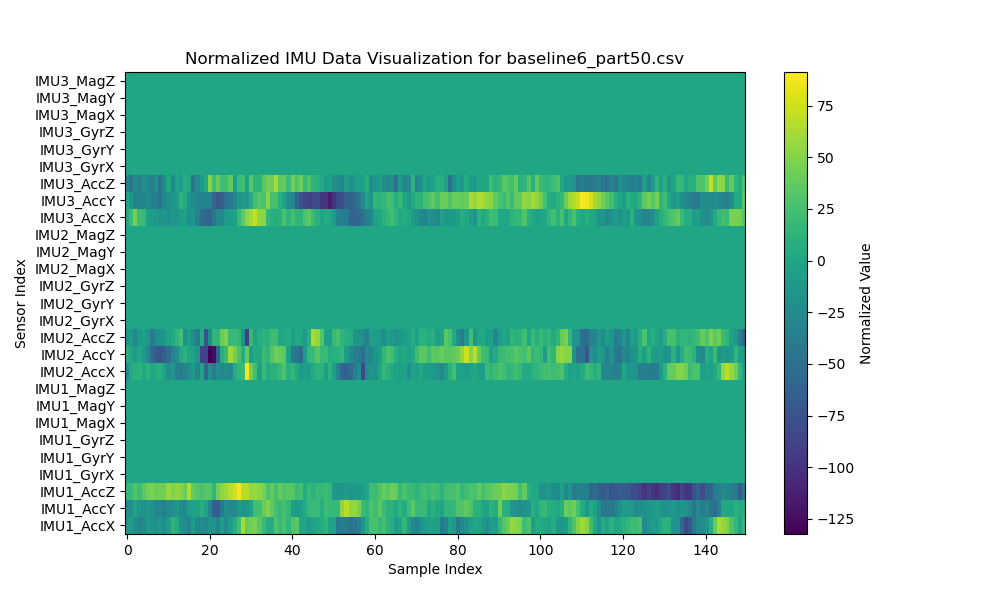 Normalized IMU Data Visualization for baseline6_part50.csv
IMU3_MagZ
IMU3_MagY
IMU3_MagX
IMU3_GyrZ
IMU3_GyrY
IMU3_GyrX
IMU3_AccZ
IMU3_AccY
IMU3_AccX
IMU2_MagZ
IMU2_MagY
IMU2_MagX
IMU2_GyrZ
IMU2_GyrY
IMU2_GyrX
IMU2_AccZ
IMU2_AccY
IMU2_AccX
IMU1_MagZ
IMU1_MagY
IMU1_MagX
IMU1_GyrZ
IMU1_GyrY
IMU1_GyrX
IMU1_AccZ
IMU1_AccY
IMU1_AccX
Sensor Index
0 20 40 60 80 100 120 140
Sample Index
75
50
25
0
−25
−50
−75
−100
−125
Normalized Value